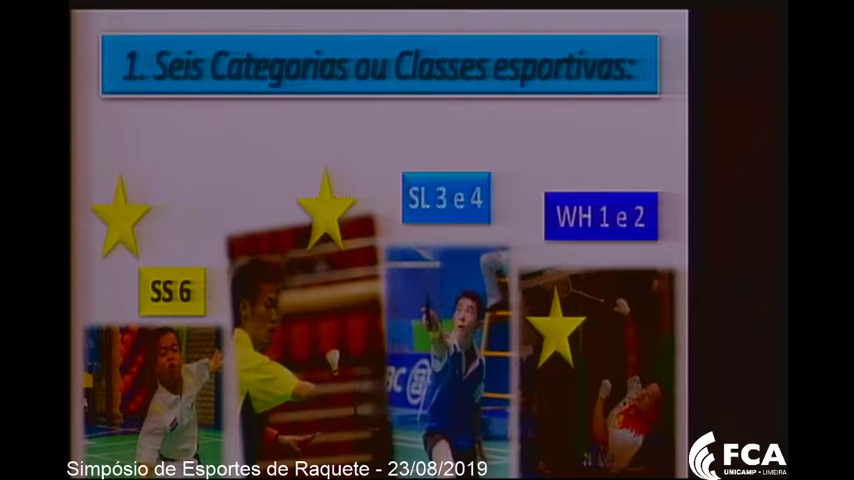 1. Seis Categorias ou Classes esportivas:
SL 3 e 4
WH 1 e 2
SS 6
BC
Simpósio de Esportes de Raquete - 23/08/2019
FCA
UNICAMP • LIMEIRA